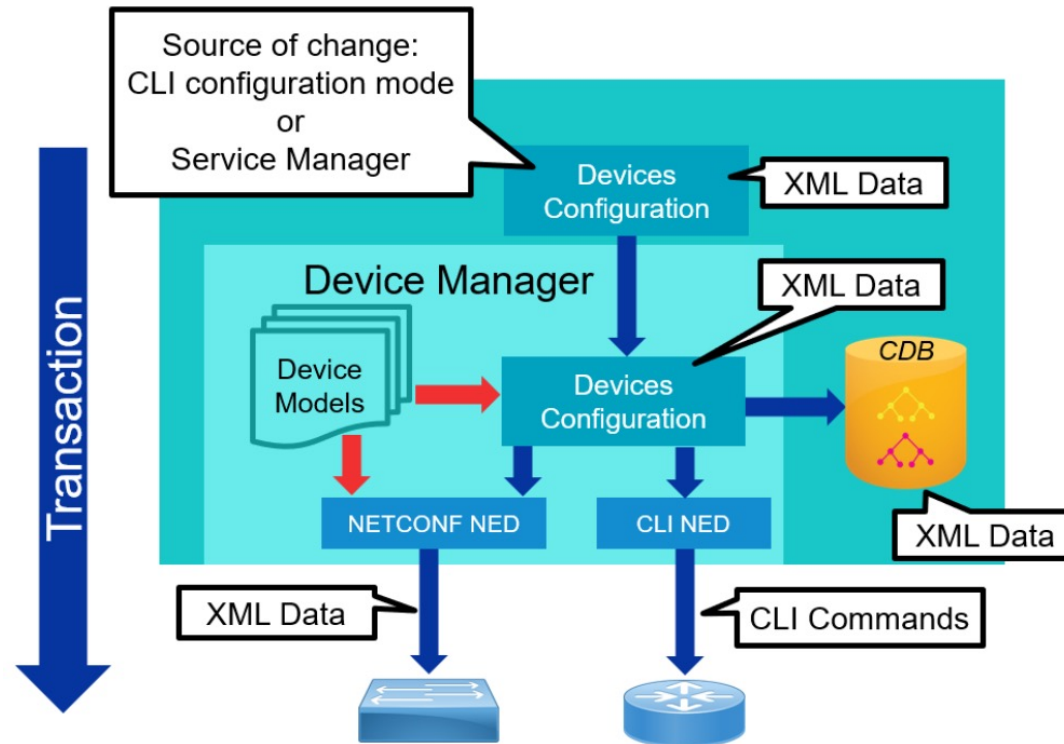 Source of change:
CLI configuration mode
or
Service Manager
Devices
Configuration
XML Data
Transaction
Device Manager
XML Data
Device
Models
Devices
Configuration
CDB
NETCONF NED
CLI NED
XML Data
XML Data
CLI Commands